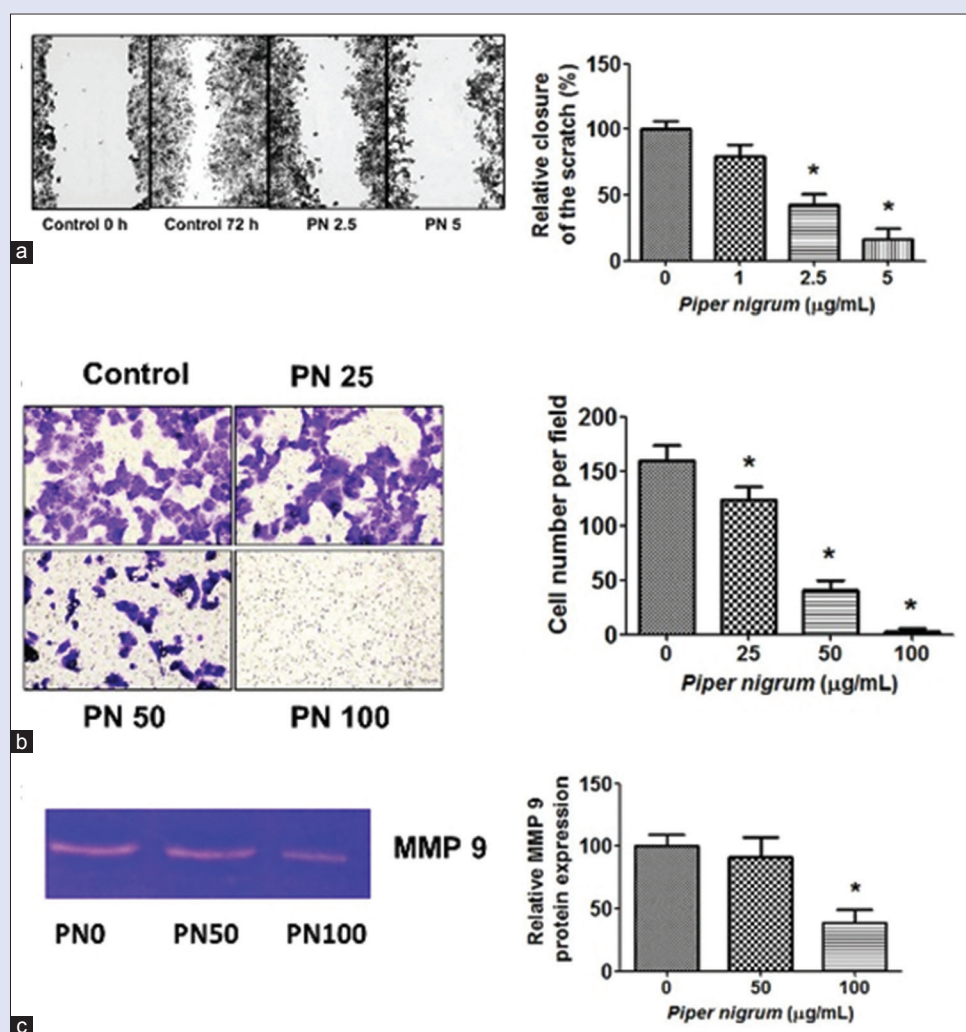 Control 0 h
Control 72 h
PN 2.5
PN 5
a
Relative closure
of the scratch (%)
150
100
50
0
0
1
2.5
5
Piper nigrum (µg/mL)
Control
PN 25
PN 50
PN 100
b
Cell number per field
200
150
100
50
0
0
25
50
100
Piper nigrum (µg/mL)
MMP 9
PN0
PN50
PN100
c
Relative MMP 9
protein expression
150
100
50
0
0
50
100
Piper nigrum (µg/mL)
*
*
*
*
*
*